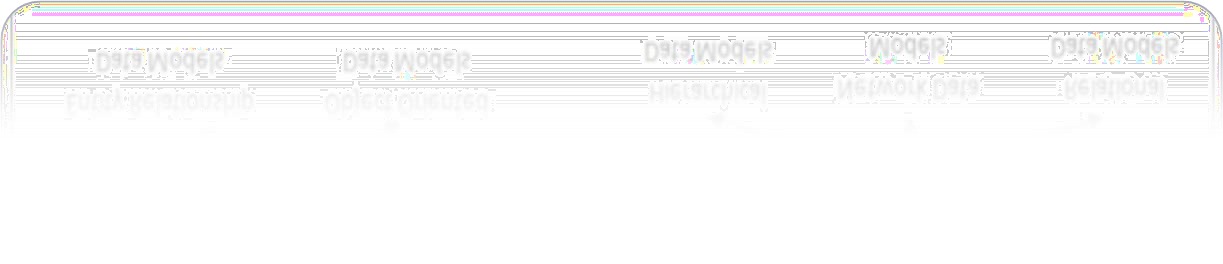 Entity-Relationship
Data Models
Object Oriented
Data Models
Hierarchical
Data Models
Network Data
Models
Relational
Data Models